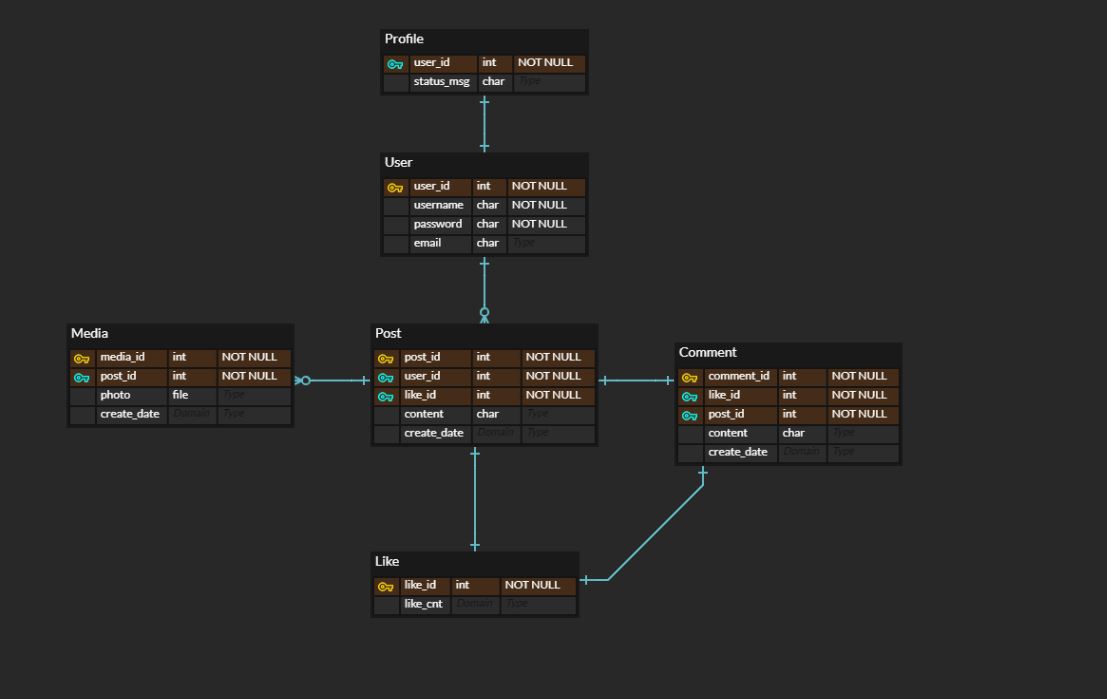 Profile
user_id int NOT NULL
status_msg char Type
User
user_id int NOT NULL
username char NOT NULL
password char NOT NULL
email char Type
Media
media_id int NOT NULL
post_id int NOT NULL
photo file Type
create_date Domain Type
Post
post_id int NOT NULL
user_id int NOT NULL
like_id int NOT NULL
content char Type
create_date Domain Type
Comment
comment_id int NOT NULL
like_id int NOT NULL
post_id int NOT NULL
content char Type
create_date Domain Type
Like
like_id int NOT NULL
like_cnt Domain Type